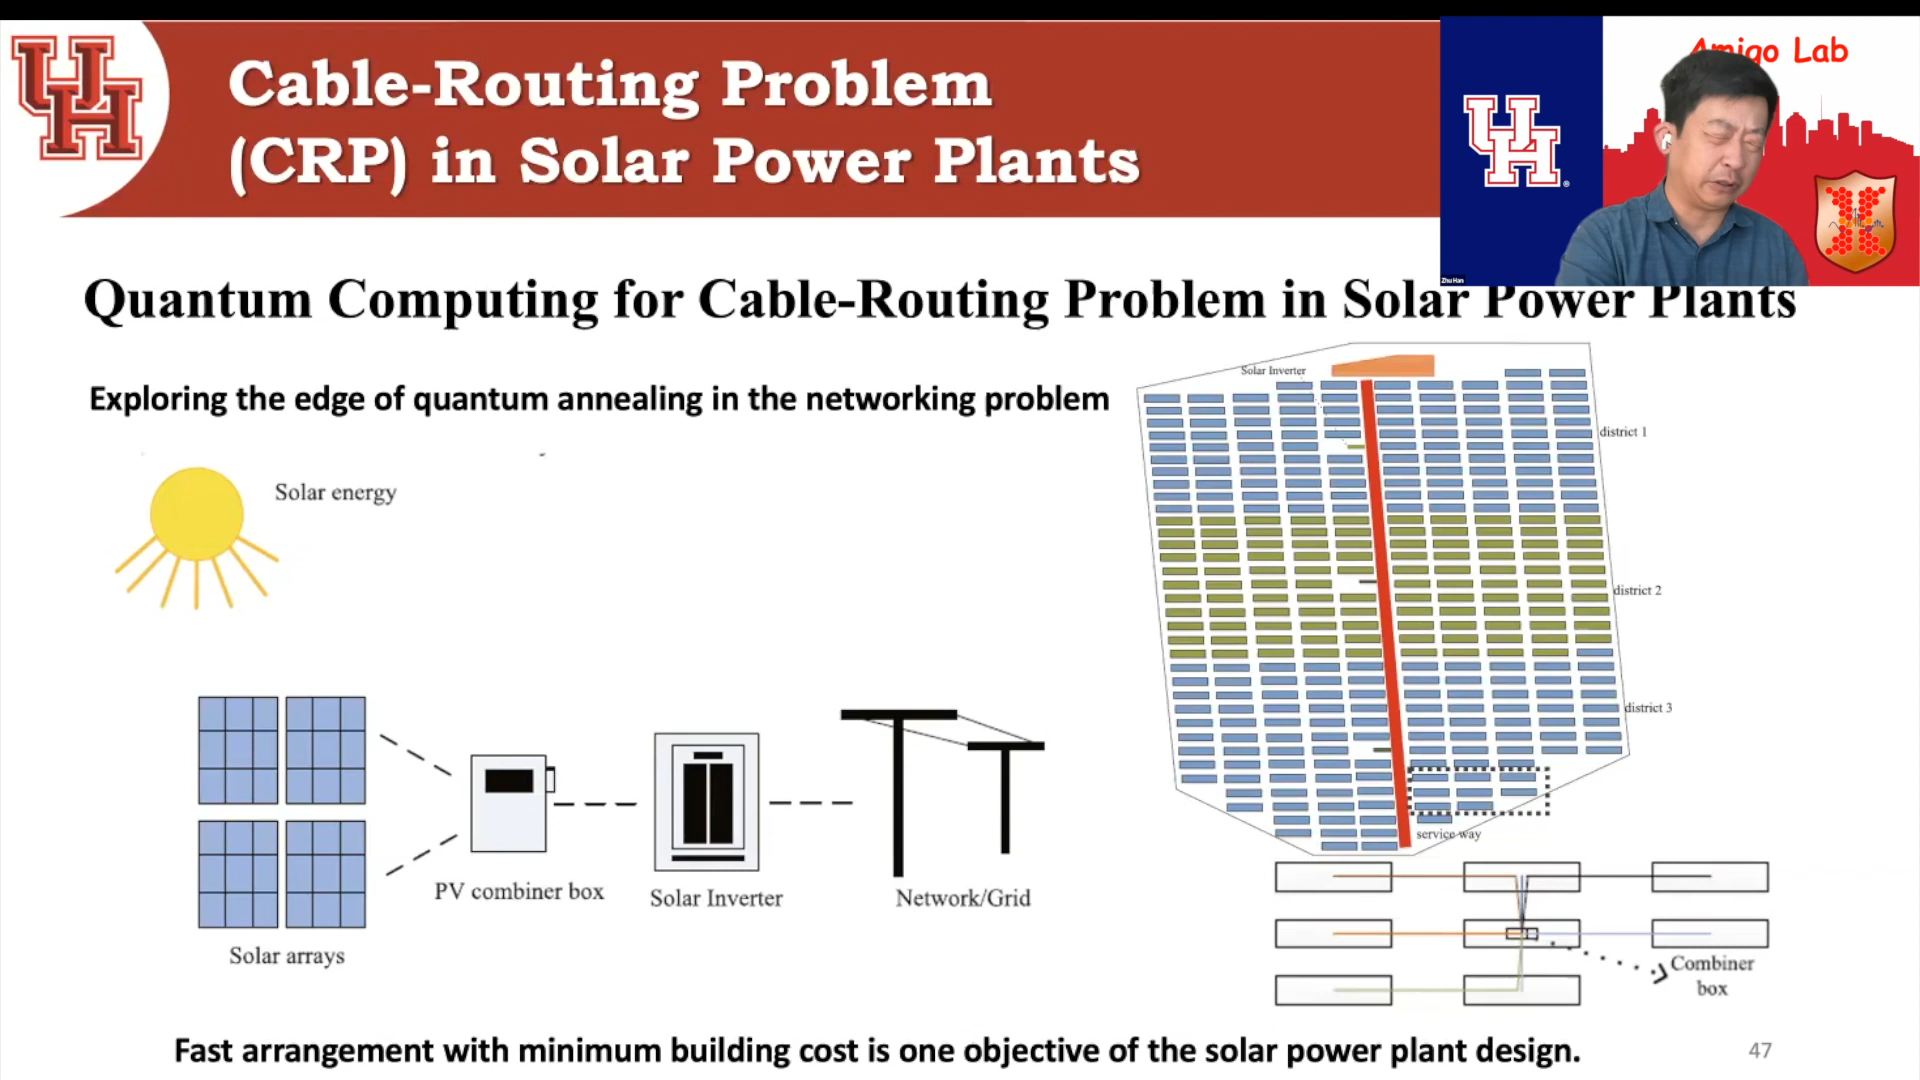 Cable-Routing Problem
(CRP) in Solar Power Plants
Amigo Lab
Zhu Han
Quantum Computing for Cable-Routing Problem in Solar Power Plants
Exploring the edge of quantum annealing in the networking problem
Solar energy
Solar Inverter
district 1
district 2
district 3
service way
PV combiner box
Solar Inverter
Network/Grid
Solar arrays
Combiner
box
Fast arrangement with minimum building cost is one objective of the solar power plant design.
47